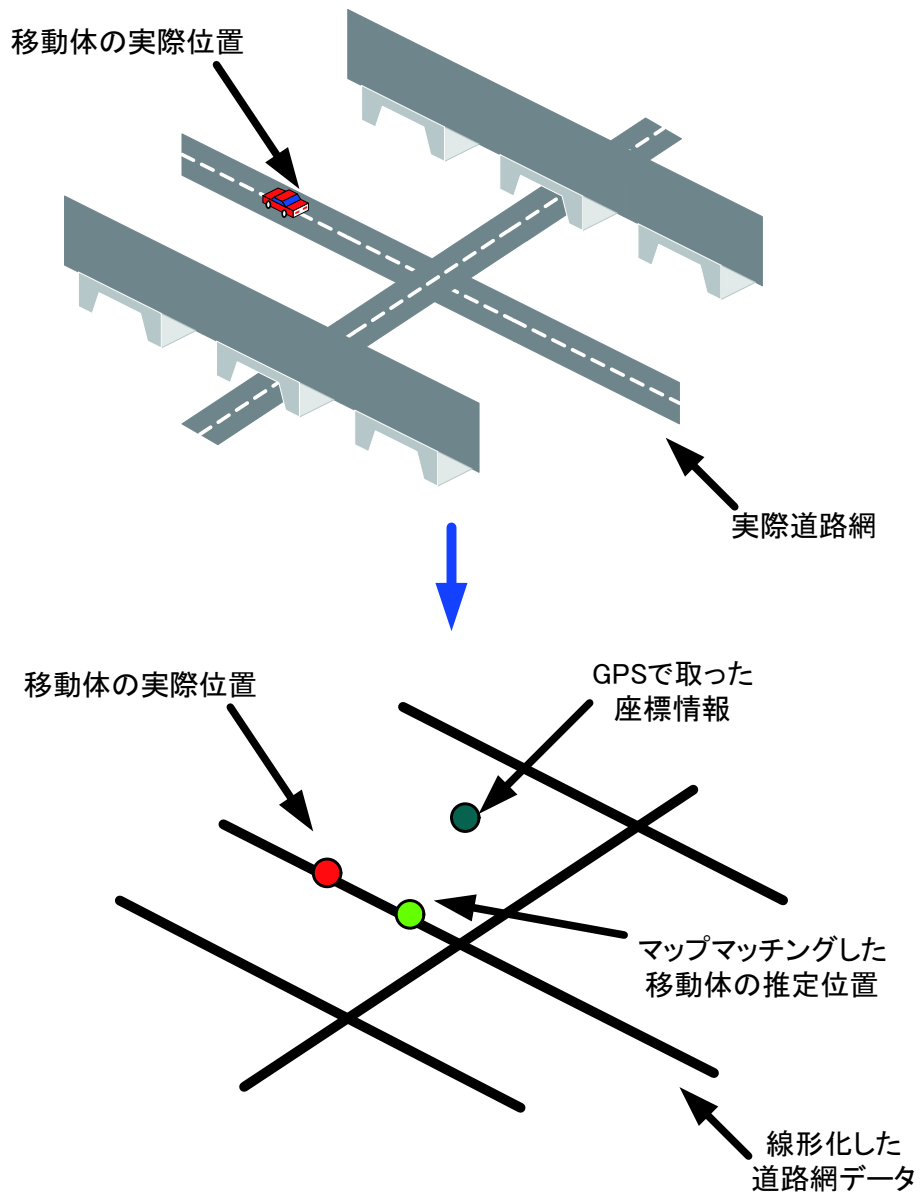 移動体の実際位置
実際道路網
移動体の実際位置
GPSで取った
座標情報
マップマッチングした
移動体の推定位置
線形化した
道路網データ